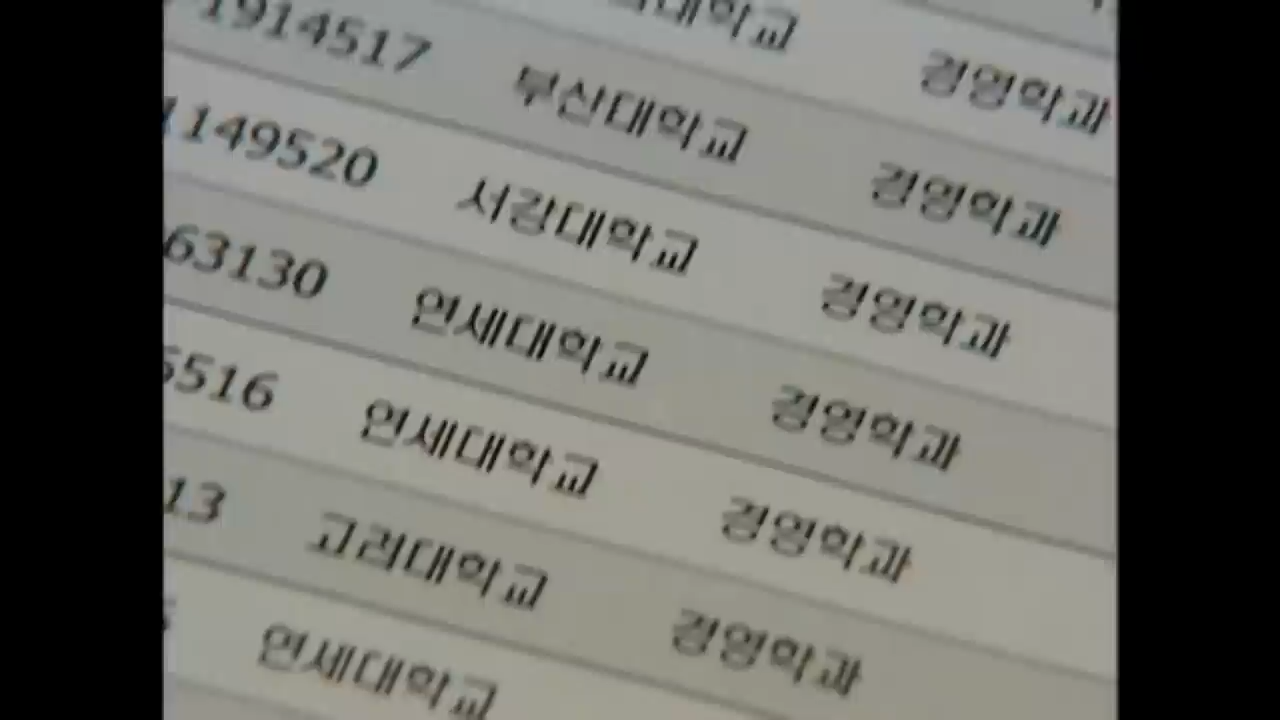 대학교 경영학과
1914517 부산대학교 경영학과
1149520 서강대학교 경영학과
63130 연세대학교 경영학과
5516 연세대학교 경영학과
13 고려대학교 경영학과
연세대학교